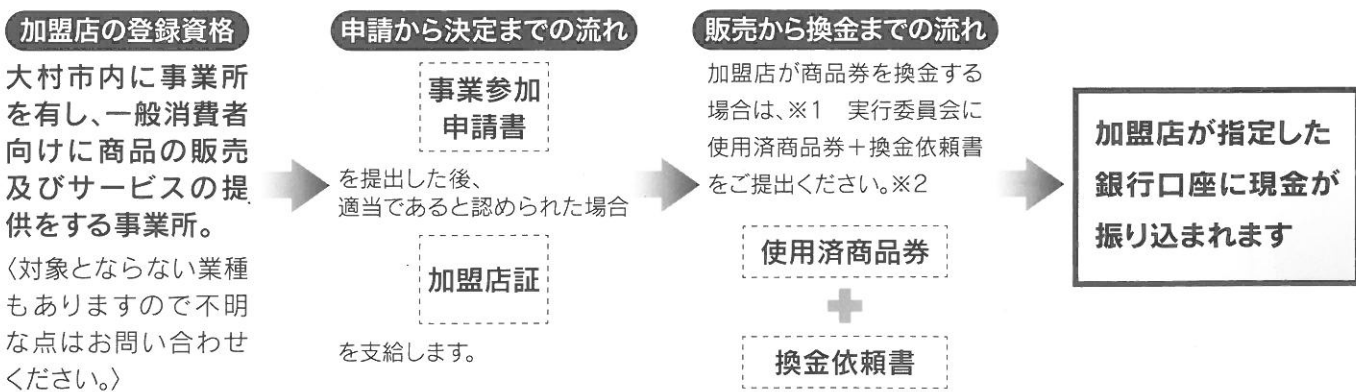 加盟店の登録資格
大村市内に事業所
を有し、一般消費者
向けに商品の販売
及びサービスの提
供をする事業所。
〈対象とならない業種
もありますので不明
な点はお問い合わせ
ください。〉
申請から決定までの流れ
事業参加
申請書
を提出した後、
適当であると認められた場合
加盟店証
を支給します。
販売から換金までの流れ
加盟店が商品券を換金する
場合は、※1　実行委員会に
使用済商品券＋換金依頼書
をご提出ください。※2
使用済商品券
+
換金依頼書
加盟店が指定した
銀行口座に現金が
振り込まれます